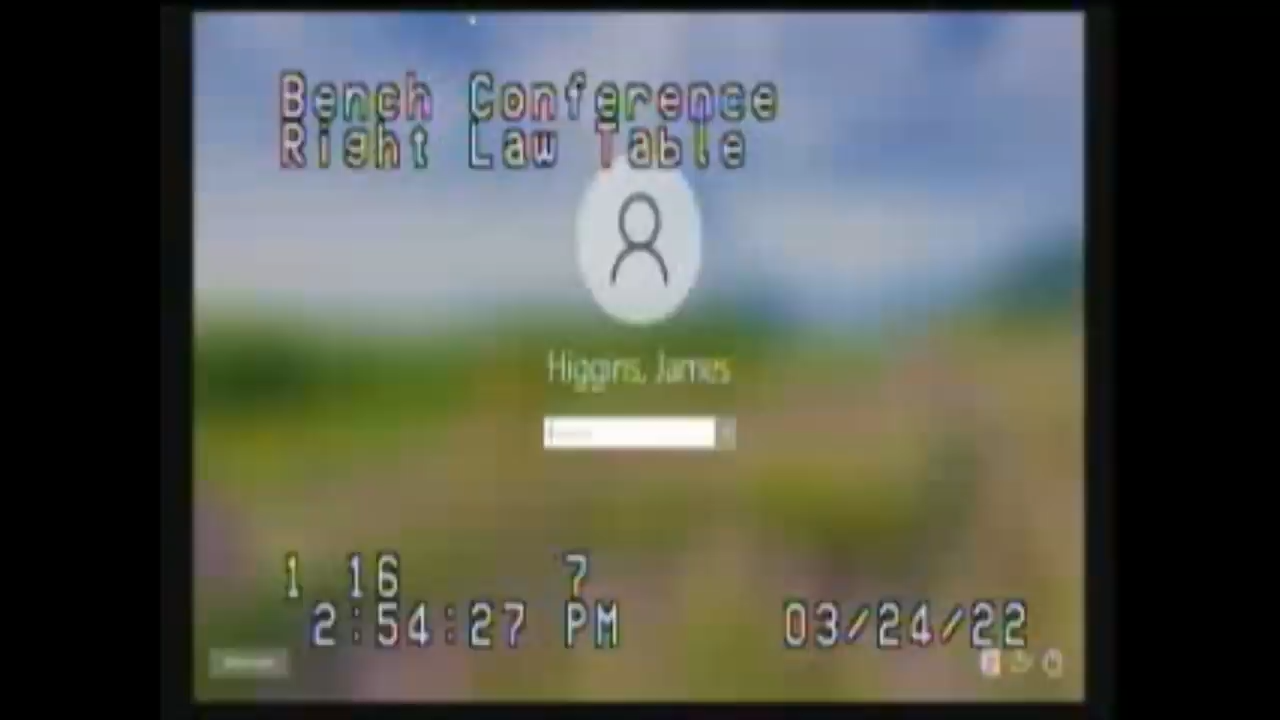 Bench Conference
Right Law Table
Higgins, James
1 16 7
2:54:27 PM 03/24/22